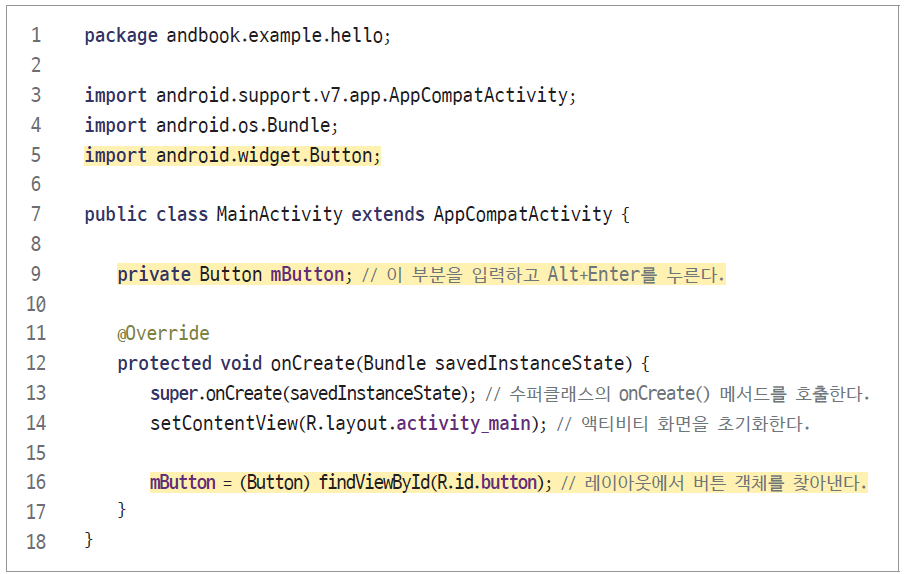 1 package andbook.example.hello;
2
3 import android.support.v7.app.AppCompatActivity;
4 import android.os.Bundle;
5 import android.widget.Button;
6
7 public class MainActivity extends AppCompatActivity {
8
9 private Button mButton; // 이 부분을 입력하고 Alt+Enter를 누른다.
10
11 @Override
12 protected void onCreate(Bundle savedInstanceState) {
13 super.onCreate(savedInstanceState); // 수퍼클래스의 onCreate() 메서드를 호출한다.
14 setContentView(R.layout.activity_main); // 액티비티 화면을 초기화한다.
15
16 mButton = (Button) findViewById(R.id.button); // 레이아웃에서 버튼 객체를 찾아낸다.
17 }
18 }